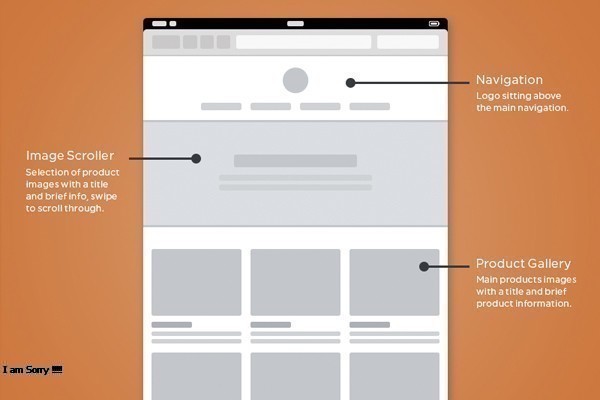 Navigation
Logo sitting above
the main navigation.
Image Scroller
Selection of product
images with a title
and brief info, swipe
to scroll through.
Product Gallery
Main products images
with a title and brief
product information.
I am Sorry !!!!